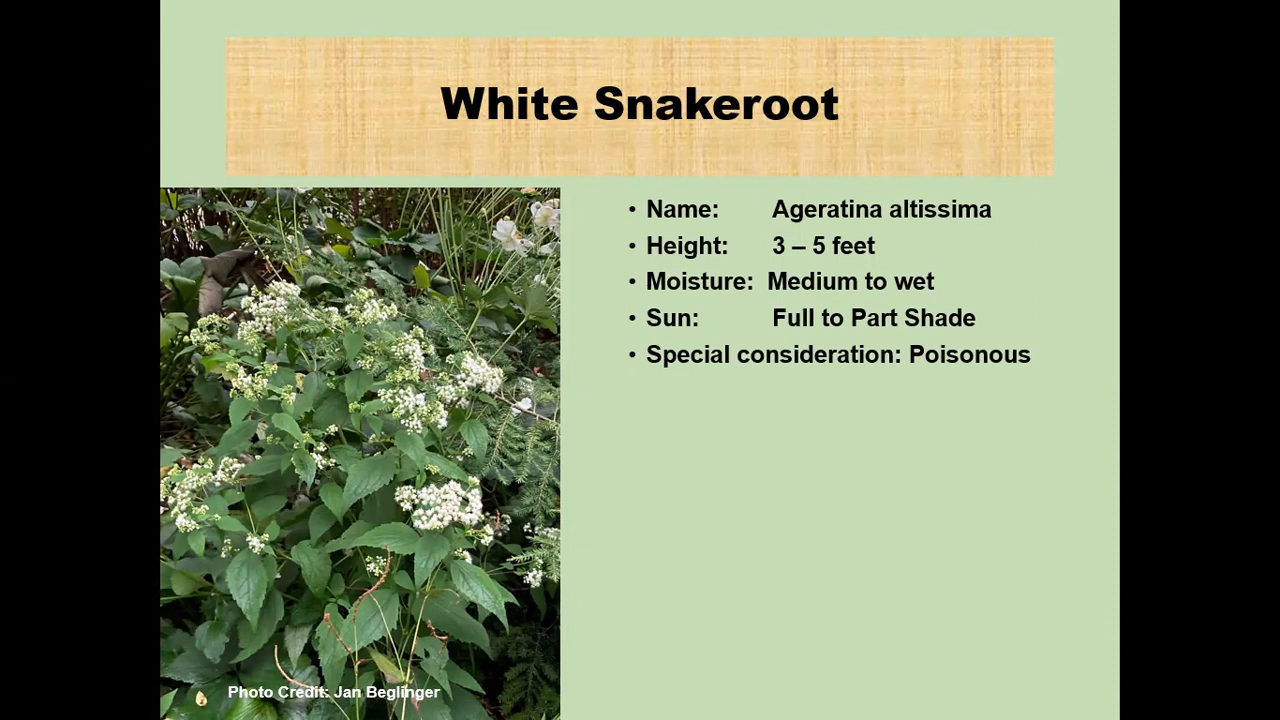 White Snakeroot
• Name: Ageratina altissima
• Height: 3 – 5 feet
• Moisture: Medium to wet
• Sun: Full to Part Shade
• Special consideration: Poisonous
Photo Credit: Jan Beglinger